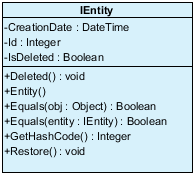 IEntity
-CreationDate : DateTime
-Id : Integer
-IsDeleted : Boolean
+Deleted() : void
+Entity()
+Equals(obj : Object) : Boolean
+Equals(entity : IEntity) : Boolean
+GetHashCode() : Integer
+Restore() : void